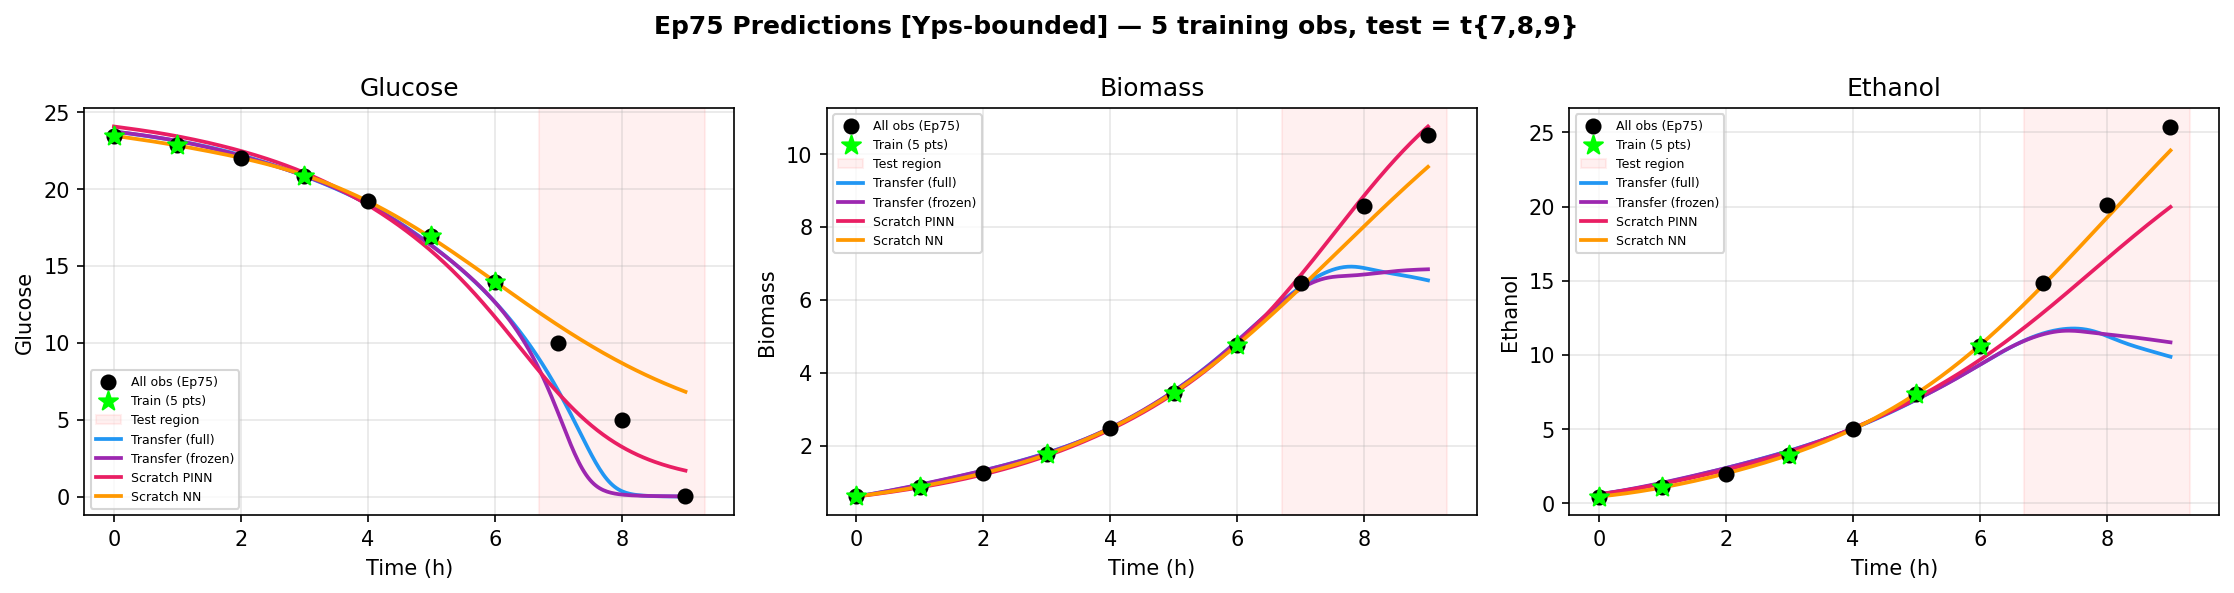 Ep75 Predictions [Yps-bounded] — 5 training obs, test = t{7,8,9}
Glucose
25
20
15
10
5
0
Glucose
All obs (Ep75)
Train (5 pts)
Test region
Transfer (full)
Transfer (frozen)
Scratch PINN
Scratch NN
0 2 4 6 8
Time (h)
Biomass
10
8
6
4
2
Biomass
All obs (Ep75)
Train (5 pts)
Test region
Transfer (full)
Transfer (frozen)
Scratch PINN
Scratch NN
0 2 4 6 8
Time (h)
Ethanol
25
20
15
10
5
0
Ethanol
All obs (Ep75)
Train (5 pts)
Test region
Transfer (full)
Transfer (frozen)
Scratch PINN
Scratch NN
0 2 4 6 8
Time (h)